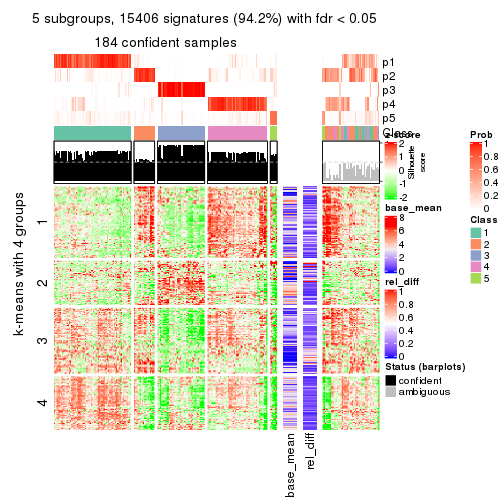 5 subgroups, 15406 signatures (94.2%) with fdr < 0.05
184 confident samples
p1
p2
p3
p4
p5
Class
Silhouette
score
k-means with 4 groups
1
2
3
4
base_mean
rel_diff
z-score
2
1
0
-1
-2
base_mean
8
6
4
2
0
rel_diff
1
0.8
0.6
0.4
0.2
0
Status (barplots)
confident
ambiguous
Prob
1
0.8
0.6
0.4
0.2
0
Class
1
2
3
4
5